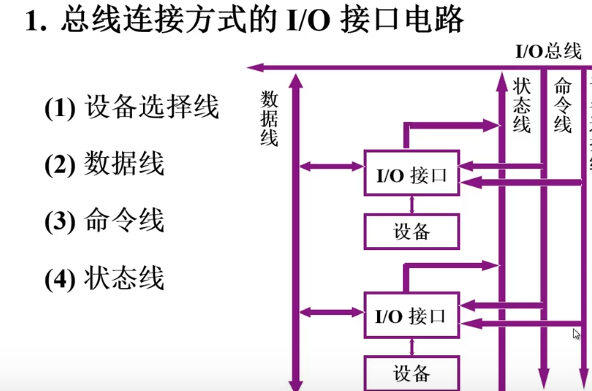 1. 总线连接方式的 I/O 接口电路
I/O总线
(1) 设备选择线
(2) 数据线
(3) 命令线
(4) 状态线
数据线
状态线
命令线
I/O 接口
设备
I/O 接口
设备